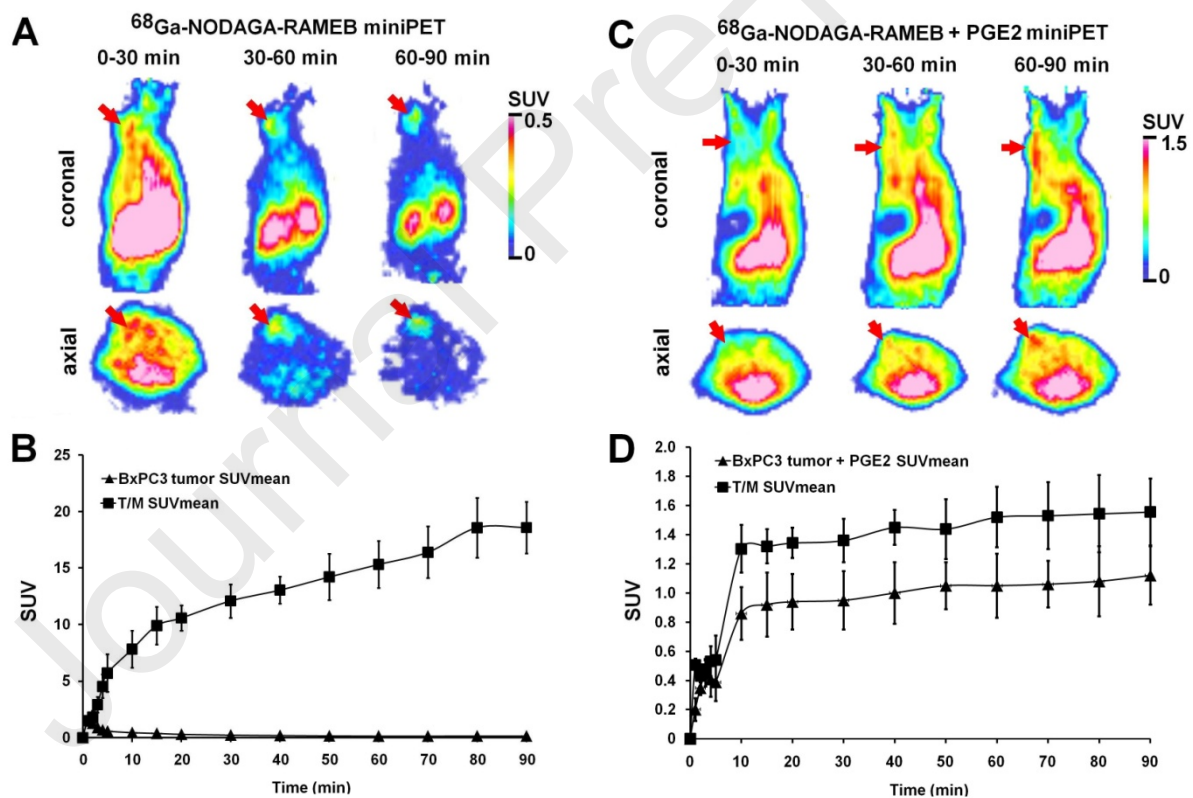 A
⁶⁸Ga-NODAGA-RAMEB miniPET
0-30 min 30-60 min 60-90 min
SUV
0.5
0
coronal
axial
B
25
20
15
10
5
0
SUV
BxPC3 tumor SUVmean
T/M SUVmean
0 10 20 30 40 50 60 70 80 90
Time (min)
C
⁶⁸Ga-NODAGA-RAMEB + PGE2 miniPET
0-30 min 30-60 min 60-90 min
SUV
1.5
0
coronal
axial
D
2.0
1.8
1.6
1.4
1.2
1.0
0.8
0.6
0.4
0.2
0
SUV
BxPC3 tumor + PGE2 SUVmean
T/M SUVmean
0 10 20 30 40 50 60 70 80 90
Time (min)
Journal Pre-